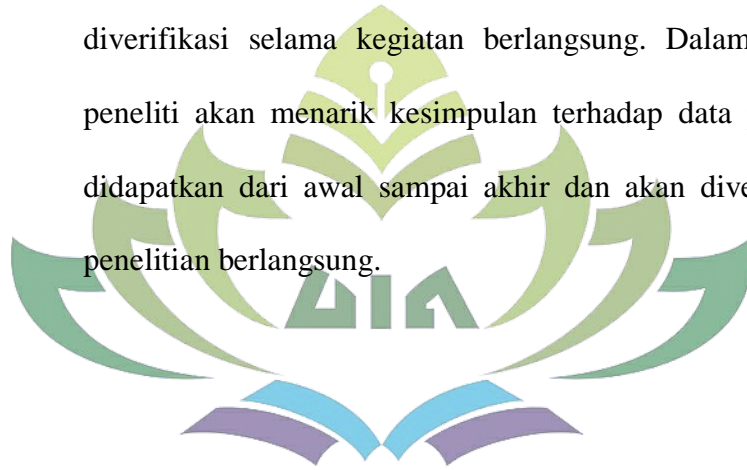 diverifikasi selama kegiatan berlangsung. Dalam
peneliti akan menarik kesimpulan terhadap data
didapatkan dari awal sampai akhir dan akan
penelitian berlangsung.